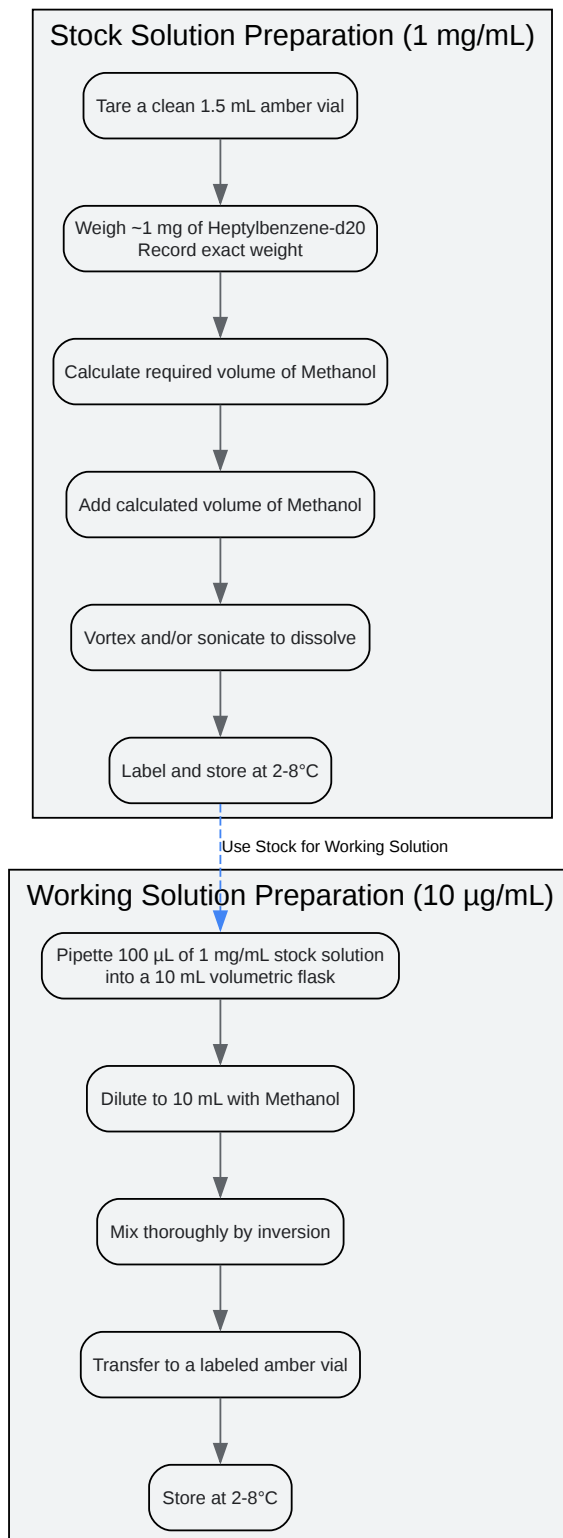 Stock Solution Preparation (1 mg/mL)
Tare a clean 1.5 mL amber vial
Weigh ~1 mg of Heptylbenzene-d20
Record exact weight
Calculate required volume of Methanol
Add calculated volume of Methanol
Vortex and/or sonicate to dissolve
Label and store at 2-8°C
Use Stock for Working Solution
Working Solution Preparation (10 µg/mL)
Pipette 100 µL of 1 mg/mL stock solution
into a 10 mL volumetric flask
Dilute to 10 mL with Methanol
Mix thoroughly by inversion
Transfer to a labeled amber vial
Store at 2-8°C